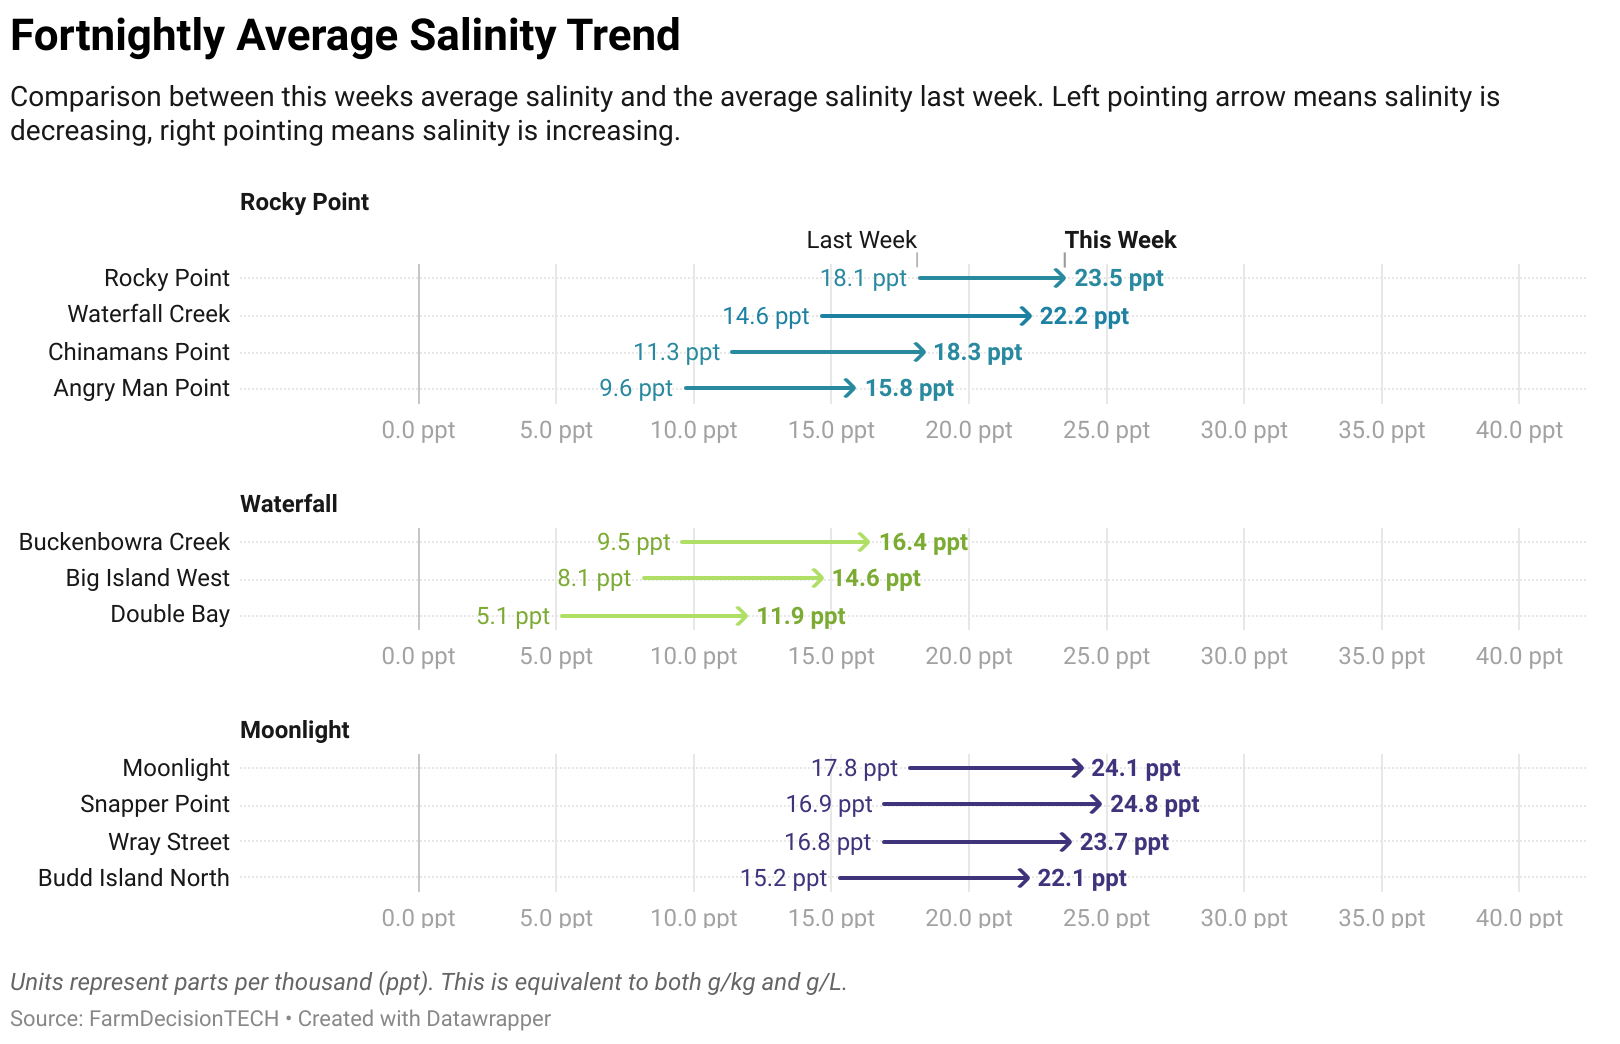 Fortnightly Average Salinity Trend
Comparison between this weeks average salinity and the average salinity last week. Left pointing arrow means salinity is
decreasing, right pointing means salinity is increasing.
Rocky Point
Last Week This Week
Rocky Point 18.1 ppt 23.5 ppt
Waterfall Creek 14.6 ppt 22.2 ppt
Chinamans Point 11.3 ppt 18.3 ppt
Angry Man Point 9.6 ppt 15.8 ppt
0.0 ppt 5.0 ppt 10.0 ppt 15.0 ppt 20.0 ppt 25.0 ppt 30.0 ppt 35.0 ppt 40.0 ppt
Waterfall
Buckenbowra Creek 9.5 ppt 16.4 ppt
Big Island West 8.1 ppt 14.6 ppt
Double Bay 5.1 ppt 11.9 ppt
0.0 ppt 5.0 ppt 10.0 ppt 15.0 ppt 20.0 ppt 25.0 ppt 30.0 ppt 35.0 ppt 40.0 ppt
Moonlight
Moonlight 17.8 ppt 24.1 ppt
Snapper Point 16.9 ppt 24.8 ppt
Wray Street 16.8 ppt 23.7 ppt
Budd Island North 15.2 ppt 22.1 ppt
0.0 ppt 5.0 ppt 10.0 ppt 15.0 ppt 20.0 ppt 25.0 ppt 30.0 ppt 35.0 ppt 40.0 ppt
Units represent parts per thousand (ppt). This is equivalent to both g/kg and g/L.
Source: FarmDecisionTECH • Created with Datawrapper